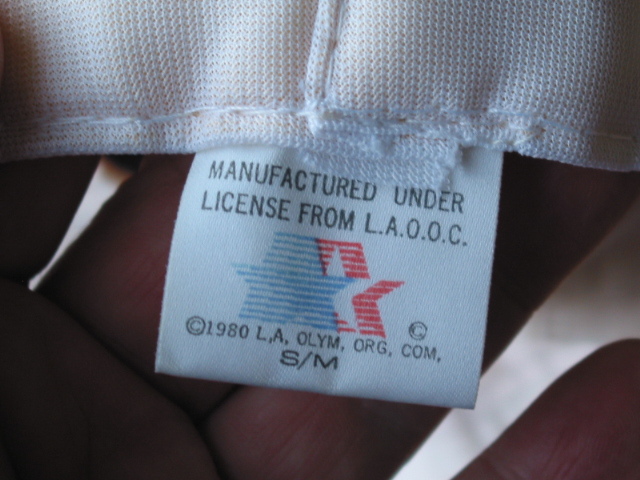 MANUFACTURED UNDER
LICENSE FROM L.A.O.O.C.
©
©1980 L.A. OLYM. ORG. COM.
S/M